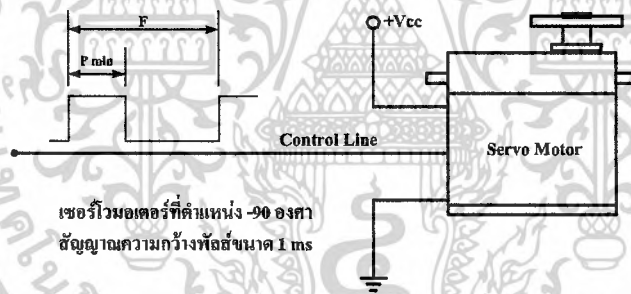 F
+Vcc
P min
Control Line
Servo Motor
เซอร์โวมอเตอร์ที่ตำแหน่ง -90 องศา
สัญญาณความกว้างพัลส์ขนาด 1 ms